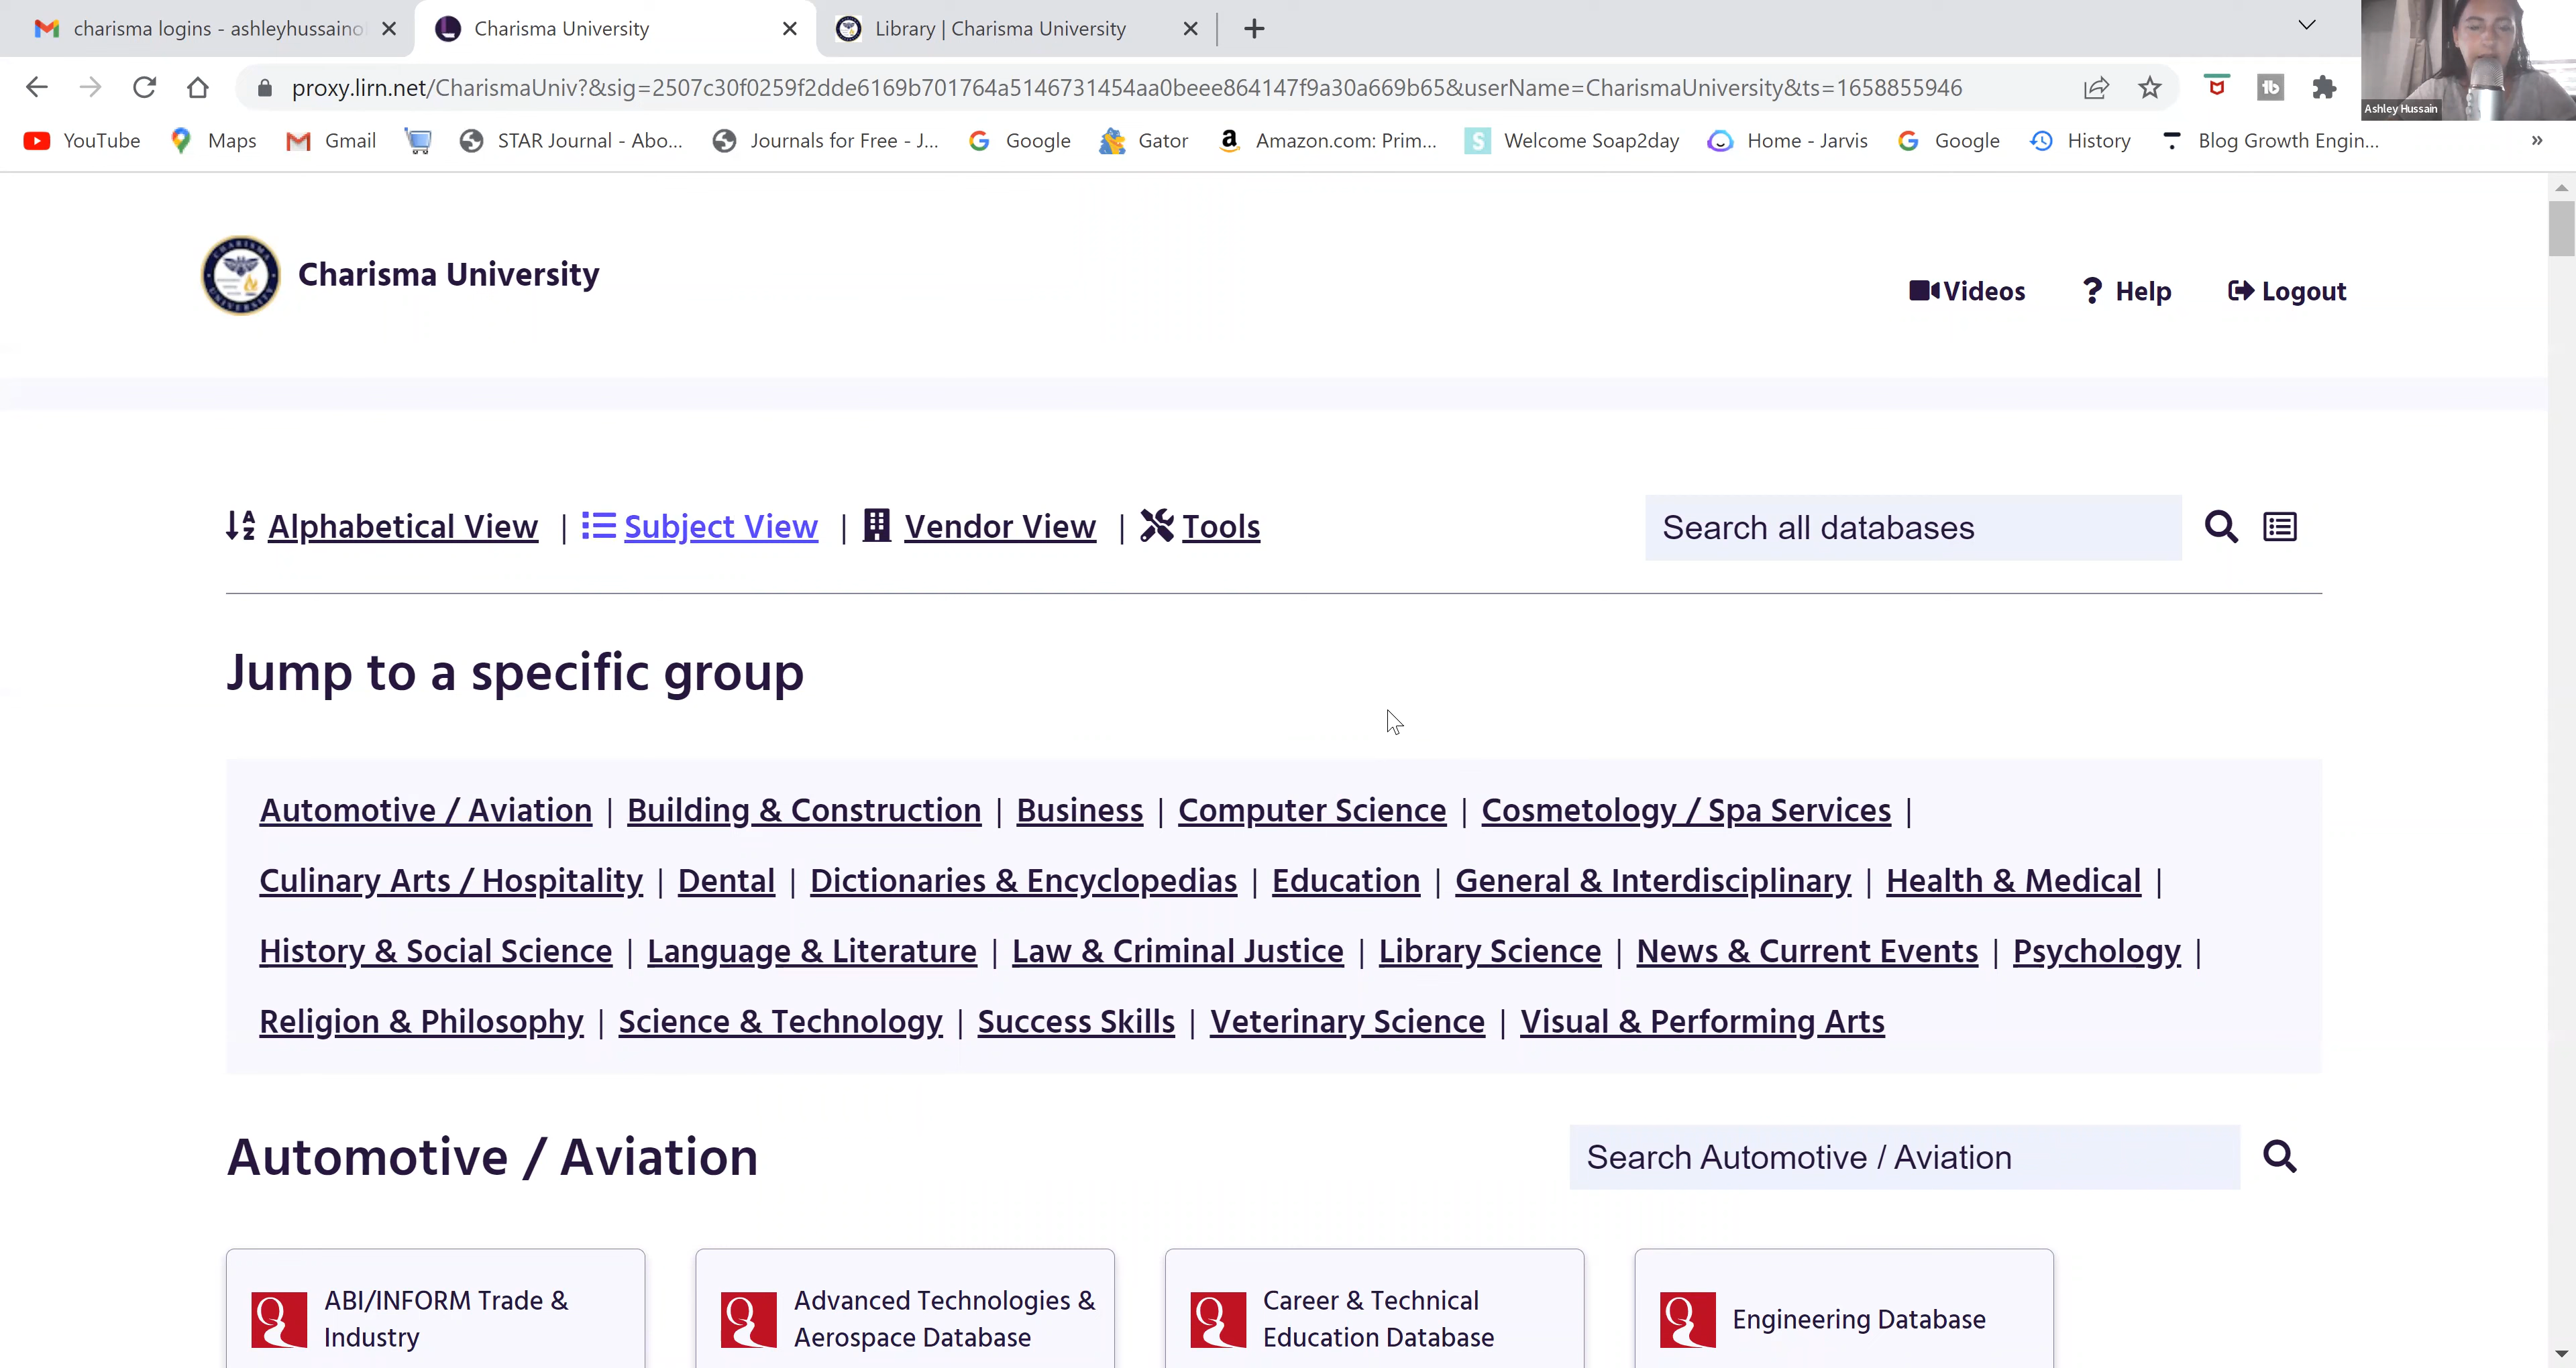 charisma logins - ashleyhussaino
Charisma University
Library | Charisma University
proxy.lirn.net/CharismaUniv?&sig=2507c30f0259f2dde6169b701764a5146731454aa0beee864147f9a30a669b65&userName=CharismaUniversity&ts=1658855946
Ashley Hussain
YouTube Maps Gmail STAR Journal - Abo... Journals for Free - J... Google Gator Amazon.com: Prim... Welcome Soap2day Home - Jarvis Google History Blog Growth Engin... »
Charisma University
Videos ? Help Logout
Alphabetical View | Subject View | Vendor View | Tools
Search all databases
Jump to a specific group
Automotive / Aviation | Building & Construction | Business | Computer Science | Cosmetology / Spa Services |
Culinary Arts / Hospitality | Dental | Dictionaries & Encyclopedias | Education | General & Interdisciplinary | Health & Medical |
History & Social Science | Language & Literature | Law & Criminal Justice | Library Science | News & Current Events | Psychology |
Religion & Philosophy | Science & Technology | Success Skills | Veterinary Science | Visual & Performing Arts
Automotive / Aviation
Search Automotive / Aviation
ABI/INFORM Trade &
Industry
Advanced Technologies &
Aerospace Database
Career & Technical
Education Database
Engineering Database